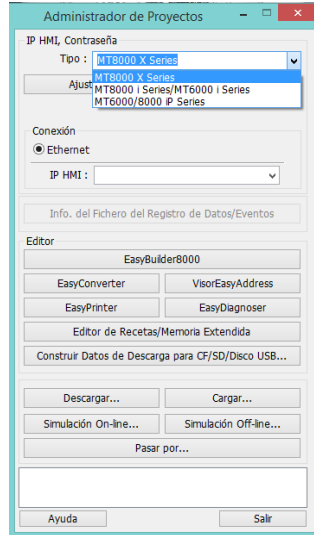 Administrador de Proyectos
IP HMI, Contraseña
Tipo : MT8000 X Series
MT8000 X Series
MT8000 i Series/MT6000 i Series
MT6000/8000 iP Series
Ajust
Conexión
Ethernet
IP HMI :
Info. del Fichero del Registro de Datos/Eventos
Editor
EasyBuilder8000
EasyConverter VisorEasyAddress
EasyPrinter EasyDiagnoser
Editor de Recetas/Memoria Extendida
Construir Datos de Descarga para CF/SD/Disco USB...
Descargar... Cargar...
Simulación On-line... Simulación Off-line...
Pasar por...
Ayuda Salir